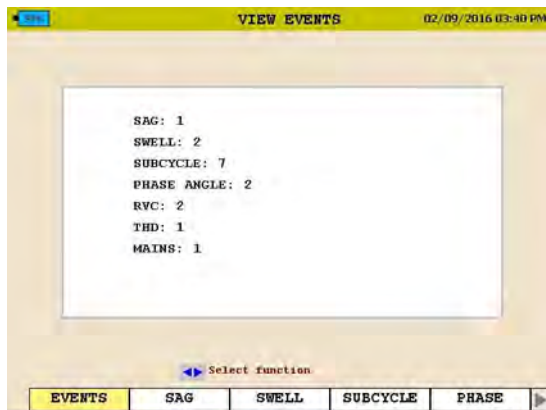 VIEW EVENTS 02/09/2016 03:40 PM
SAG: 1
SWELL: 2
SUBCYCLE: 7
PHASE ANGLE: 2
RVC: 2
THD: 1
MAINS: 1
Select function
EVENTS SAG SWELL SUBCYCLE PHASE